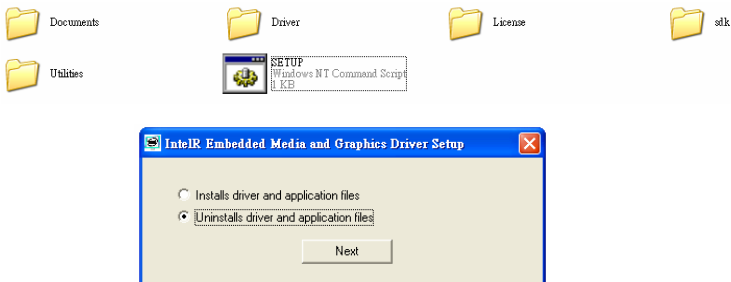 Documents
Driver
License
sdk
Utilities
SETUP
Windows NT Command Script
1 KB
IntelR Embedded Media and Graphics Driver Setup
Installs driver and application files
Uninstalls driver and application files
Next